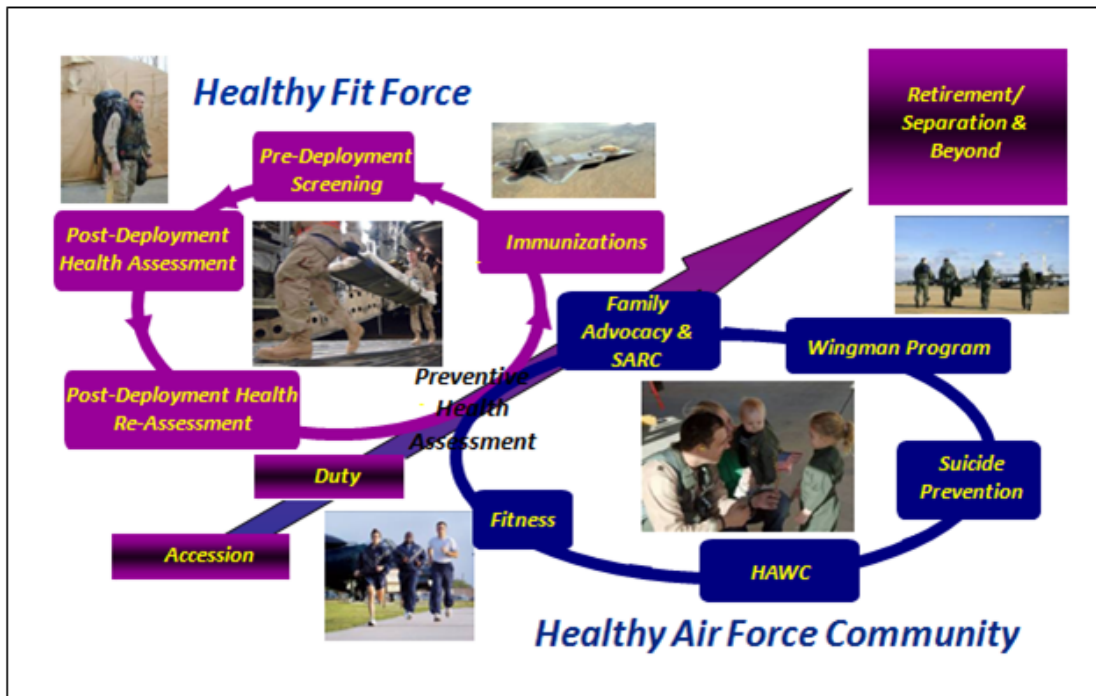 Healthy Fit Force
Retirement/
Separation &
Beyond
Pre-Deployment
Screening
Post-Deployment
Health Assessment
Immunizations
Family
Advocacy &
SARC
Wingman Program
Post-Deployment Health
Re-Assessment
Preventive
Health
Assessment
Duty
Suicide
Prevention
Fitness
Accession
HAWC
Healthy Air Force Community